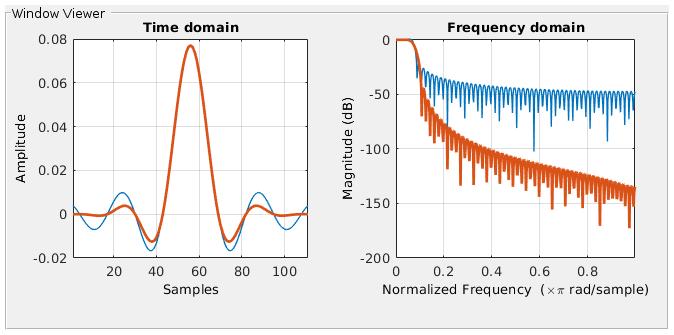 Window Viewer
Time domain
0.08
0.06
0.04
0.02
0
-0.02
Amplitude
20 40 60 80 100
Samples
Frequency domain
0
-50
-100
-150
-200
Magnitude (dB)
0 0.2 0.4 0.6 0.8
Normalized Frequency (×π rad/sample)